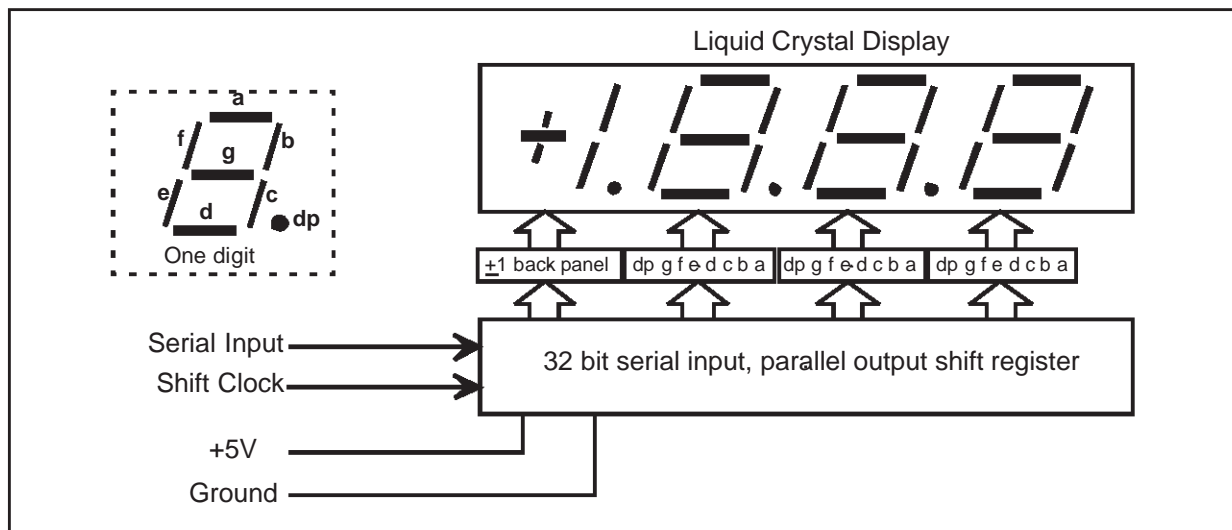 Liquid Crystal Display
a
f
b
g
e
c
d
dp
One digit
±1 back panel
dp g f e d c b a
dp g f e d c b a
dp g f e d c b a
Serial Input
Shift Clock
32 bit serial input, parallel output shift register
+5V
Ground